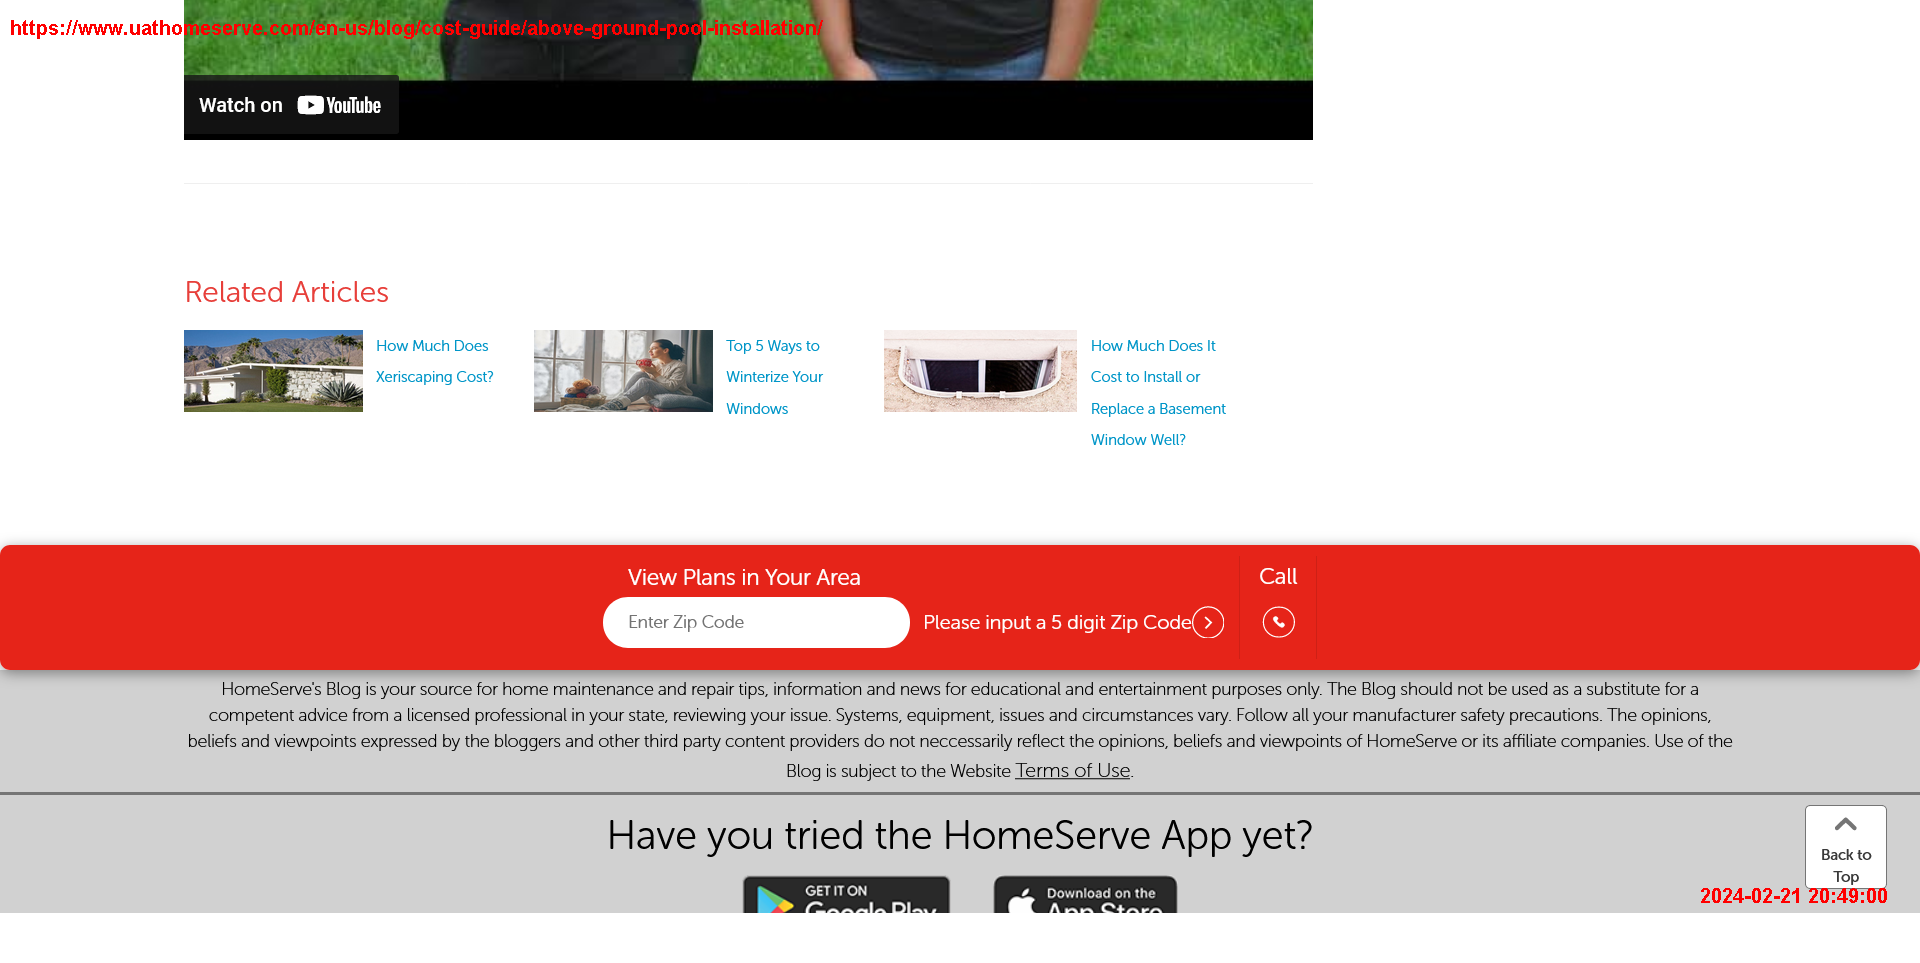 https://www.uathomeserve.com/en-us/blog/cost-guide/above-ground-pool-installation/
Watch on YouTube
Related Articles
How Much Does
Xeriscaping Cost?
Top 5 Ways to
Winterize Your
Windows
How Much Does It
Cost to Install or
Replace a Basement
Window Well?
View Plans in Your Area
Enter Zip Code
Please input a 5 digit Zip Code
Call
HomeServe's Blog is your source for home maintenance and repair tips, information and news for educational and entertainment purposes only. The Blog should not be used as a substitute for a
competent advice from a licensed professional in your state, reviewing your issue. Systems, equipment, issues and circumstances vary. Follow all your manufacturer safety precautions. The opinions,
beliefs and viewpoints expressed by the bloggers and other third party content providers do not neccessarily reflect the opinions, beliefs and viewpoints of HomeServe or its affiliate companies. Use of the
Blog is subject to the Website Terms of Use.
Have you tried the HomeServe App yet?
GET IT ON
Google Play
Download on the
App Store
Back to
Top
2024-02-21 20:49:00